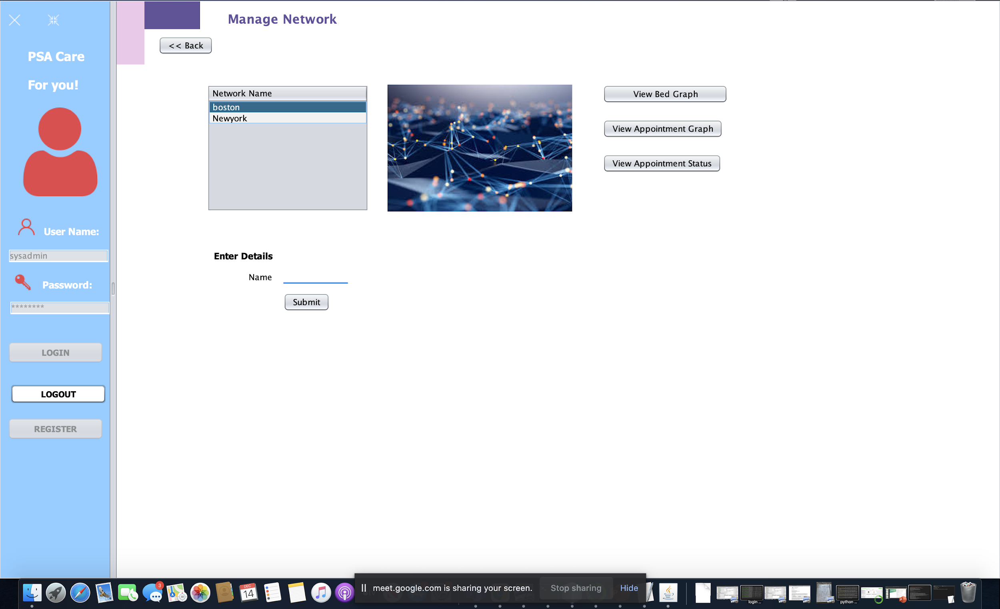 Manage Network
<< Back
PSA Care
For you!
Network Name
boston
Newyork
View Bed Graph
View Appointment Graph
View Appointment Status
User Name:
sysadmin
Password:
********
Enter Details
Name
Submit
LOGIN
LOGOUT
REGISTER
3
DEC
14
meet.google.com is sharing your screen.
Stop sharing
Hide
login ...
python ...